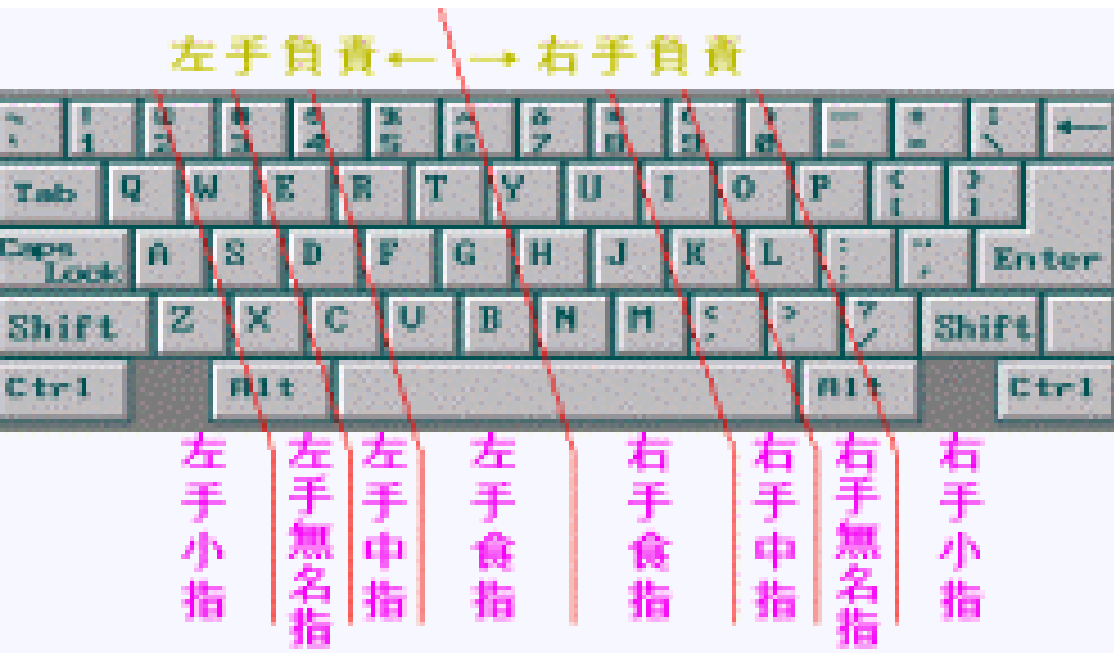 左手負責←─ ─→右手負責
1 2 3 4 5 6 7 8 9 0 ←
Tab Q W E R T Y U I O P { [ } ]
Caps Lock A S D F G H J K L : ; " ' Enter
Shift Z X C V B N M < , > . ? / Shift
Ctrl Alt Alt Ctrl
左手小指 左手無名指 左手中指 左手食指 右手食指 右手中指 右手無名指 右手小指